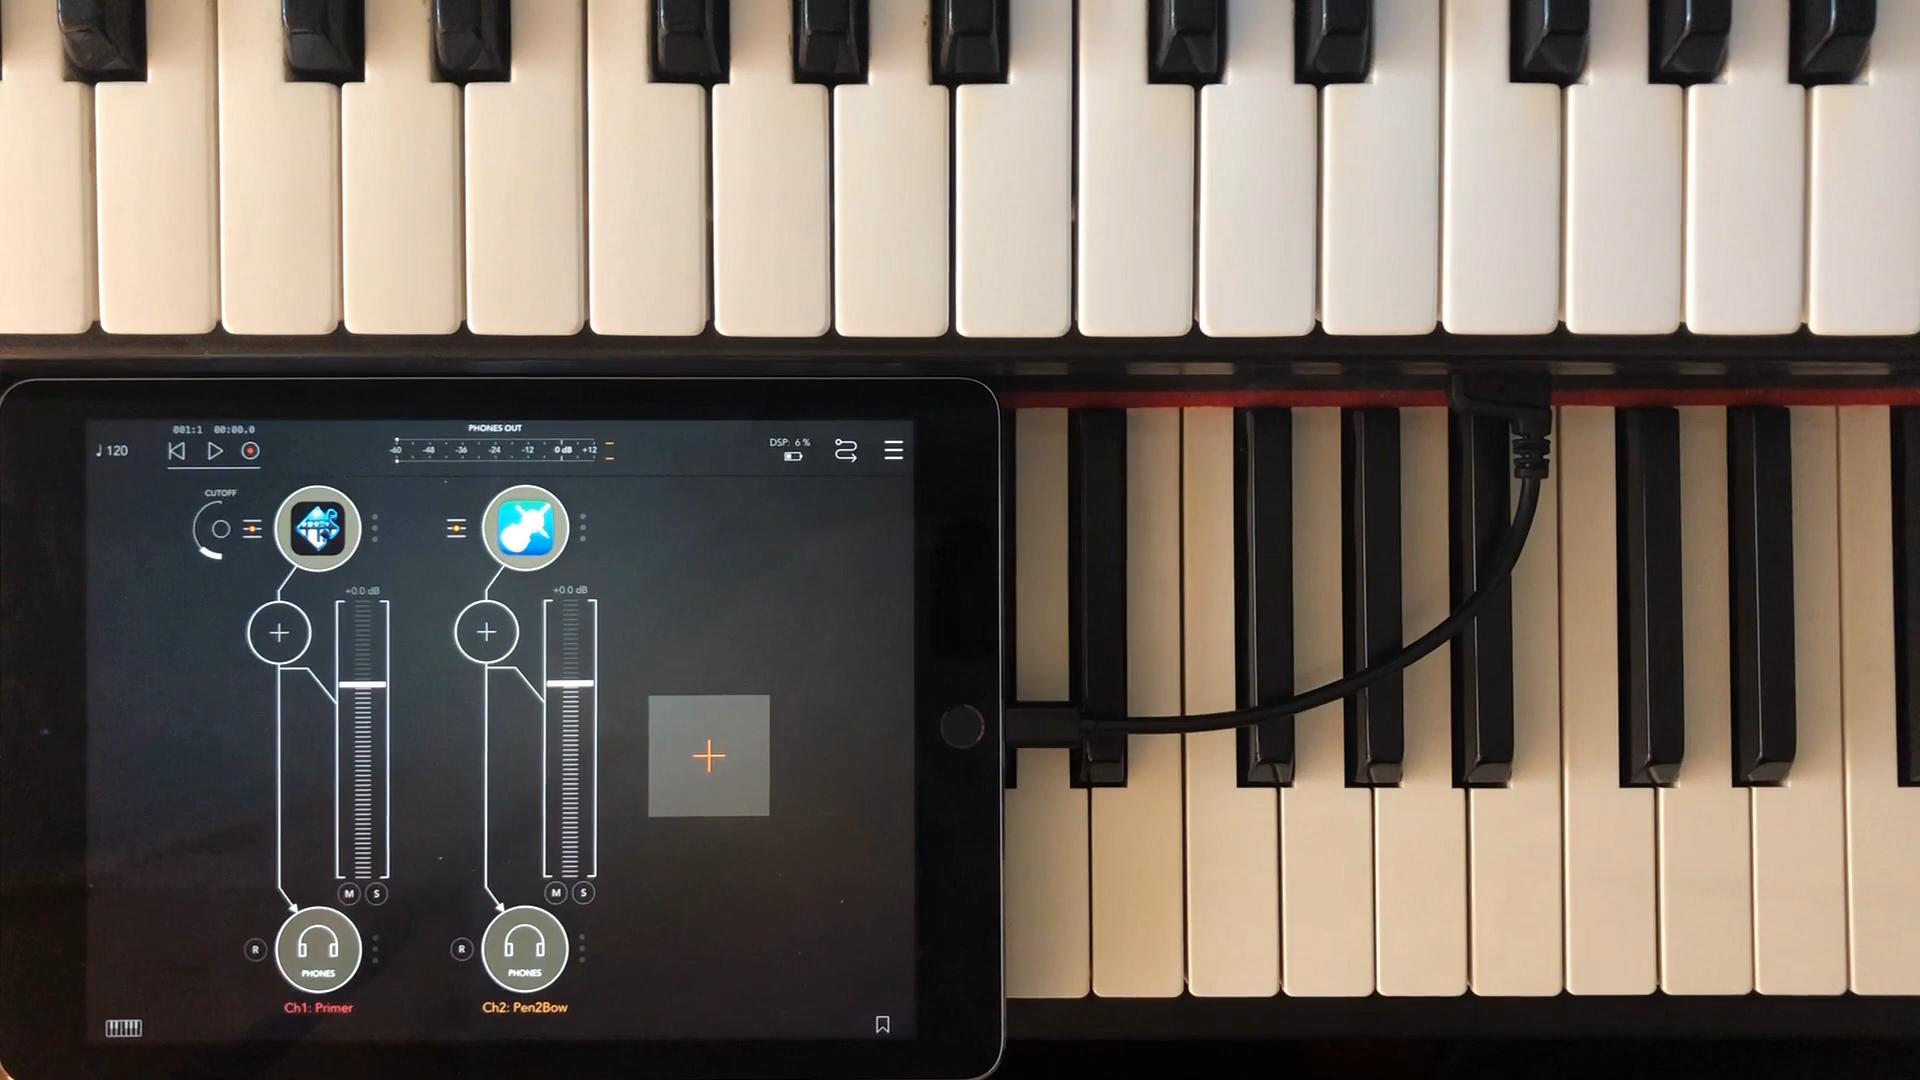 001:1 00:00.0
PHONES OUT
♩ 120
-60 -48 -36 -24 -12 0 dB +12
DSP: 6 %
CUTOFF
+0.0 dB
+0.0 dB
M S
M S
R
R
PHONES
PHONES
Ch1: Primer
Ch2: Pen2Bow